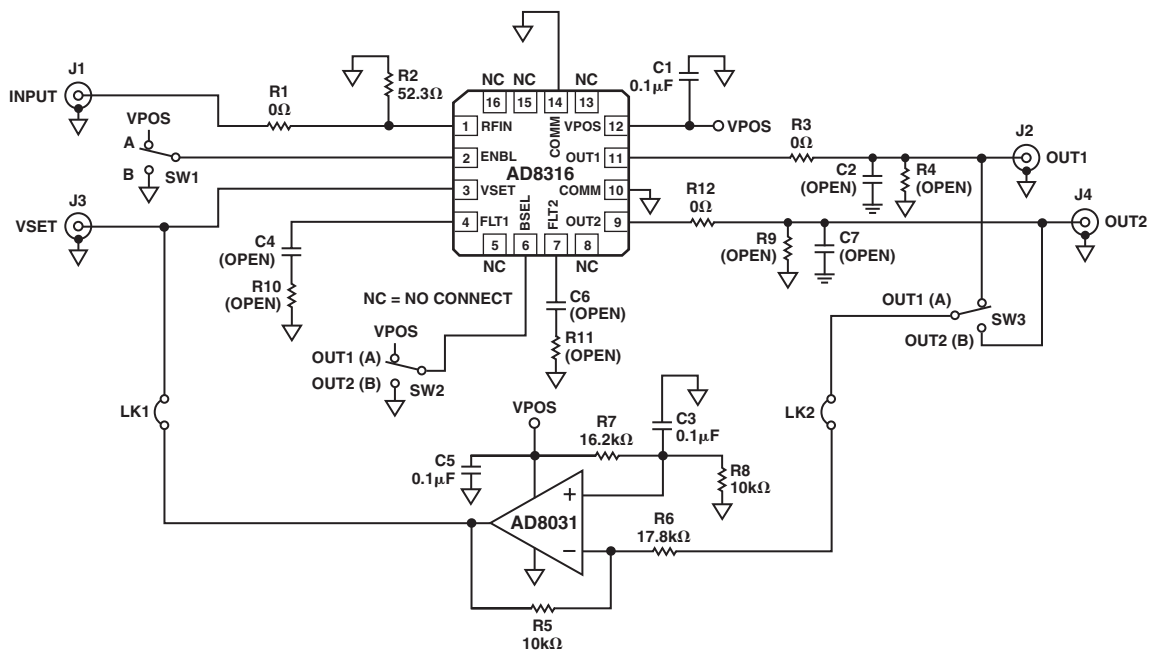 J1
INPUT
R1
0Ω
R2
52.3Ω
C1
0.1µF
VPOS
NC
NC
NC
16
15
14
13
COMM
1
RFIN
VPOS
12
VPOS
A
B
SW1
2
ENBL
OUT1
11
R3
0Ω
J2
OUT1
AD8316
C2
(OPEN)
R4
(OPEN)
J3
VSET
3
VSET
COMM
10
R12
0Ω
J4
OUT2
4
FLT1
BSEL
FLT2
OUT2
9
5
6
7
8
NC
NC
C4
(OPEN)
R10
(OPEN)
R9
(OPEN)
C7
(OPEN)
NC = NO CONNECT
C6
(OPEN)
R11
(OPEN)
OUT1 (A)
SW3
OUT2 (B)
VPOS
OUT1 (A)
OUT2 (B)
SW2
LK1
LK2
VPOS
R7
16.2kΩ
C3
0.1µF
C5
0.1µF
R8
10kΩ
+
AD8031
–
R6
17.8kΩ
R5
10kΩ